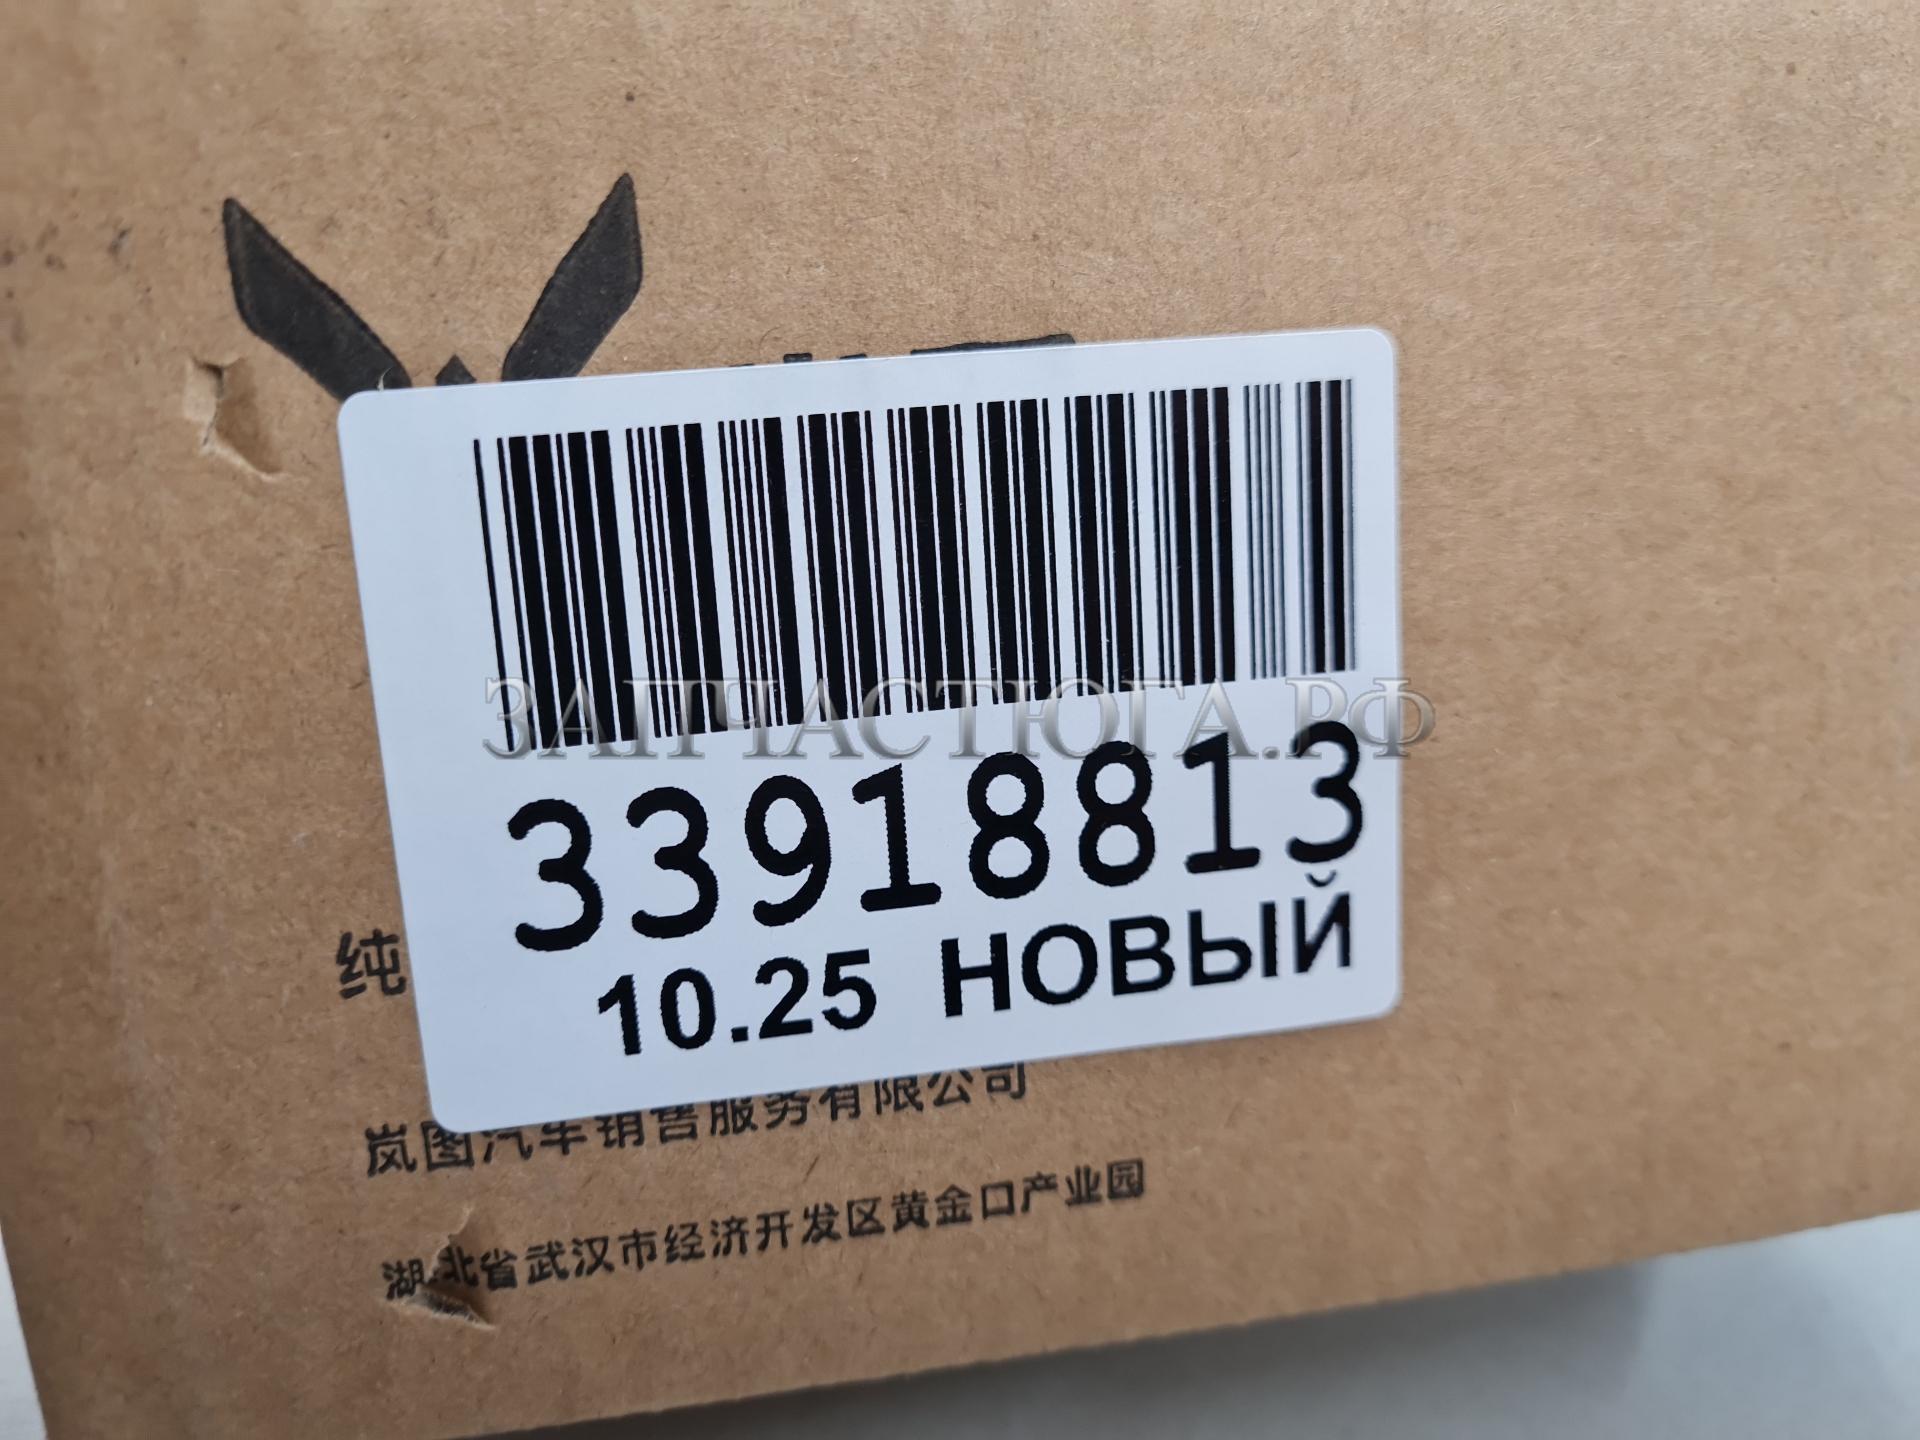 ЗАПЧАСТЮГА.РФ
33918813
10.25 НОВЫЙ
纯
岚图汽车销售服务有限公司
湖北省武汉市经济开发区黄金口产业园